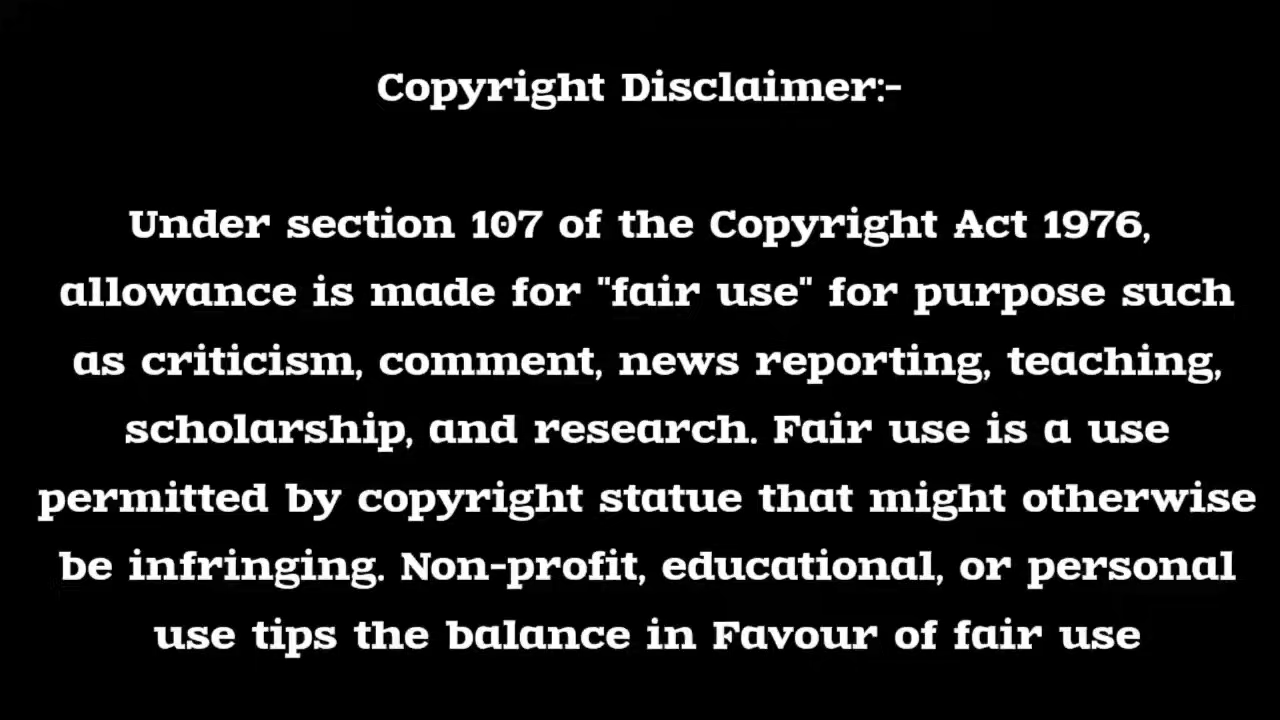 Copyright Disclaimer:-
Under section 107 of the Copyright Act 1976,
allowance is made for "fair use" for purpose such
as criticism, comment, news reporting, teaching,
scholarship, and research. Fair use is a use
permitted by copyright statue that might otherwise
be infringing. Non-profit, educational, or personal
use tips the balance in Favour of fair use